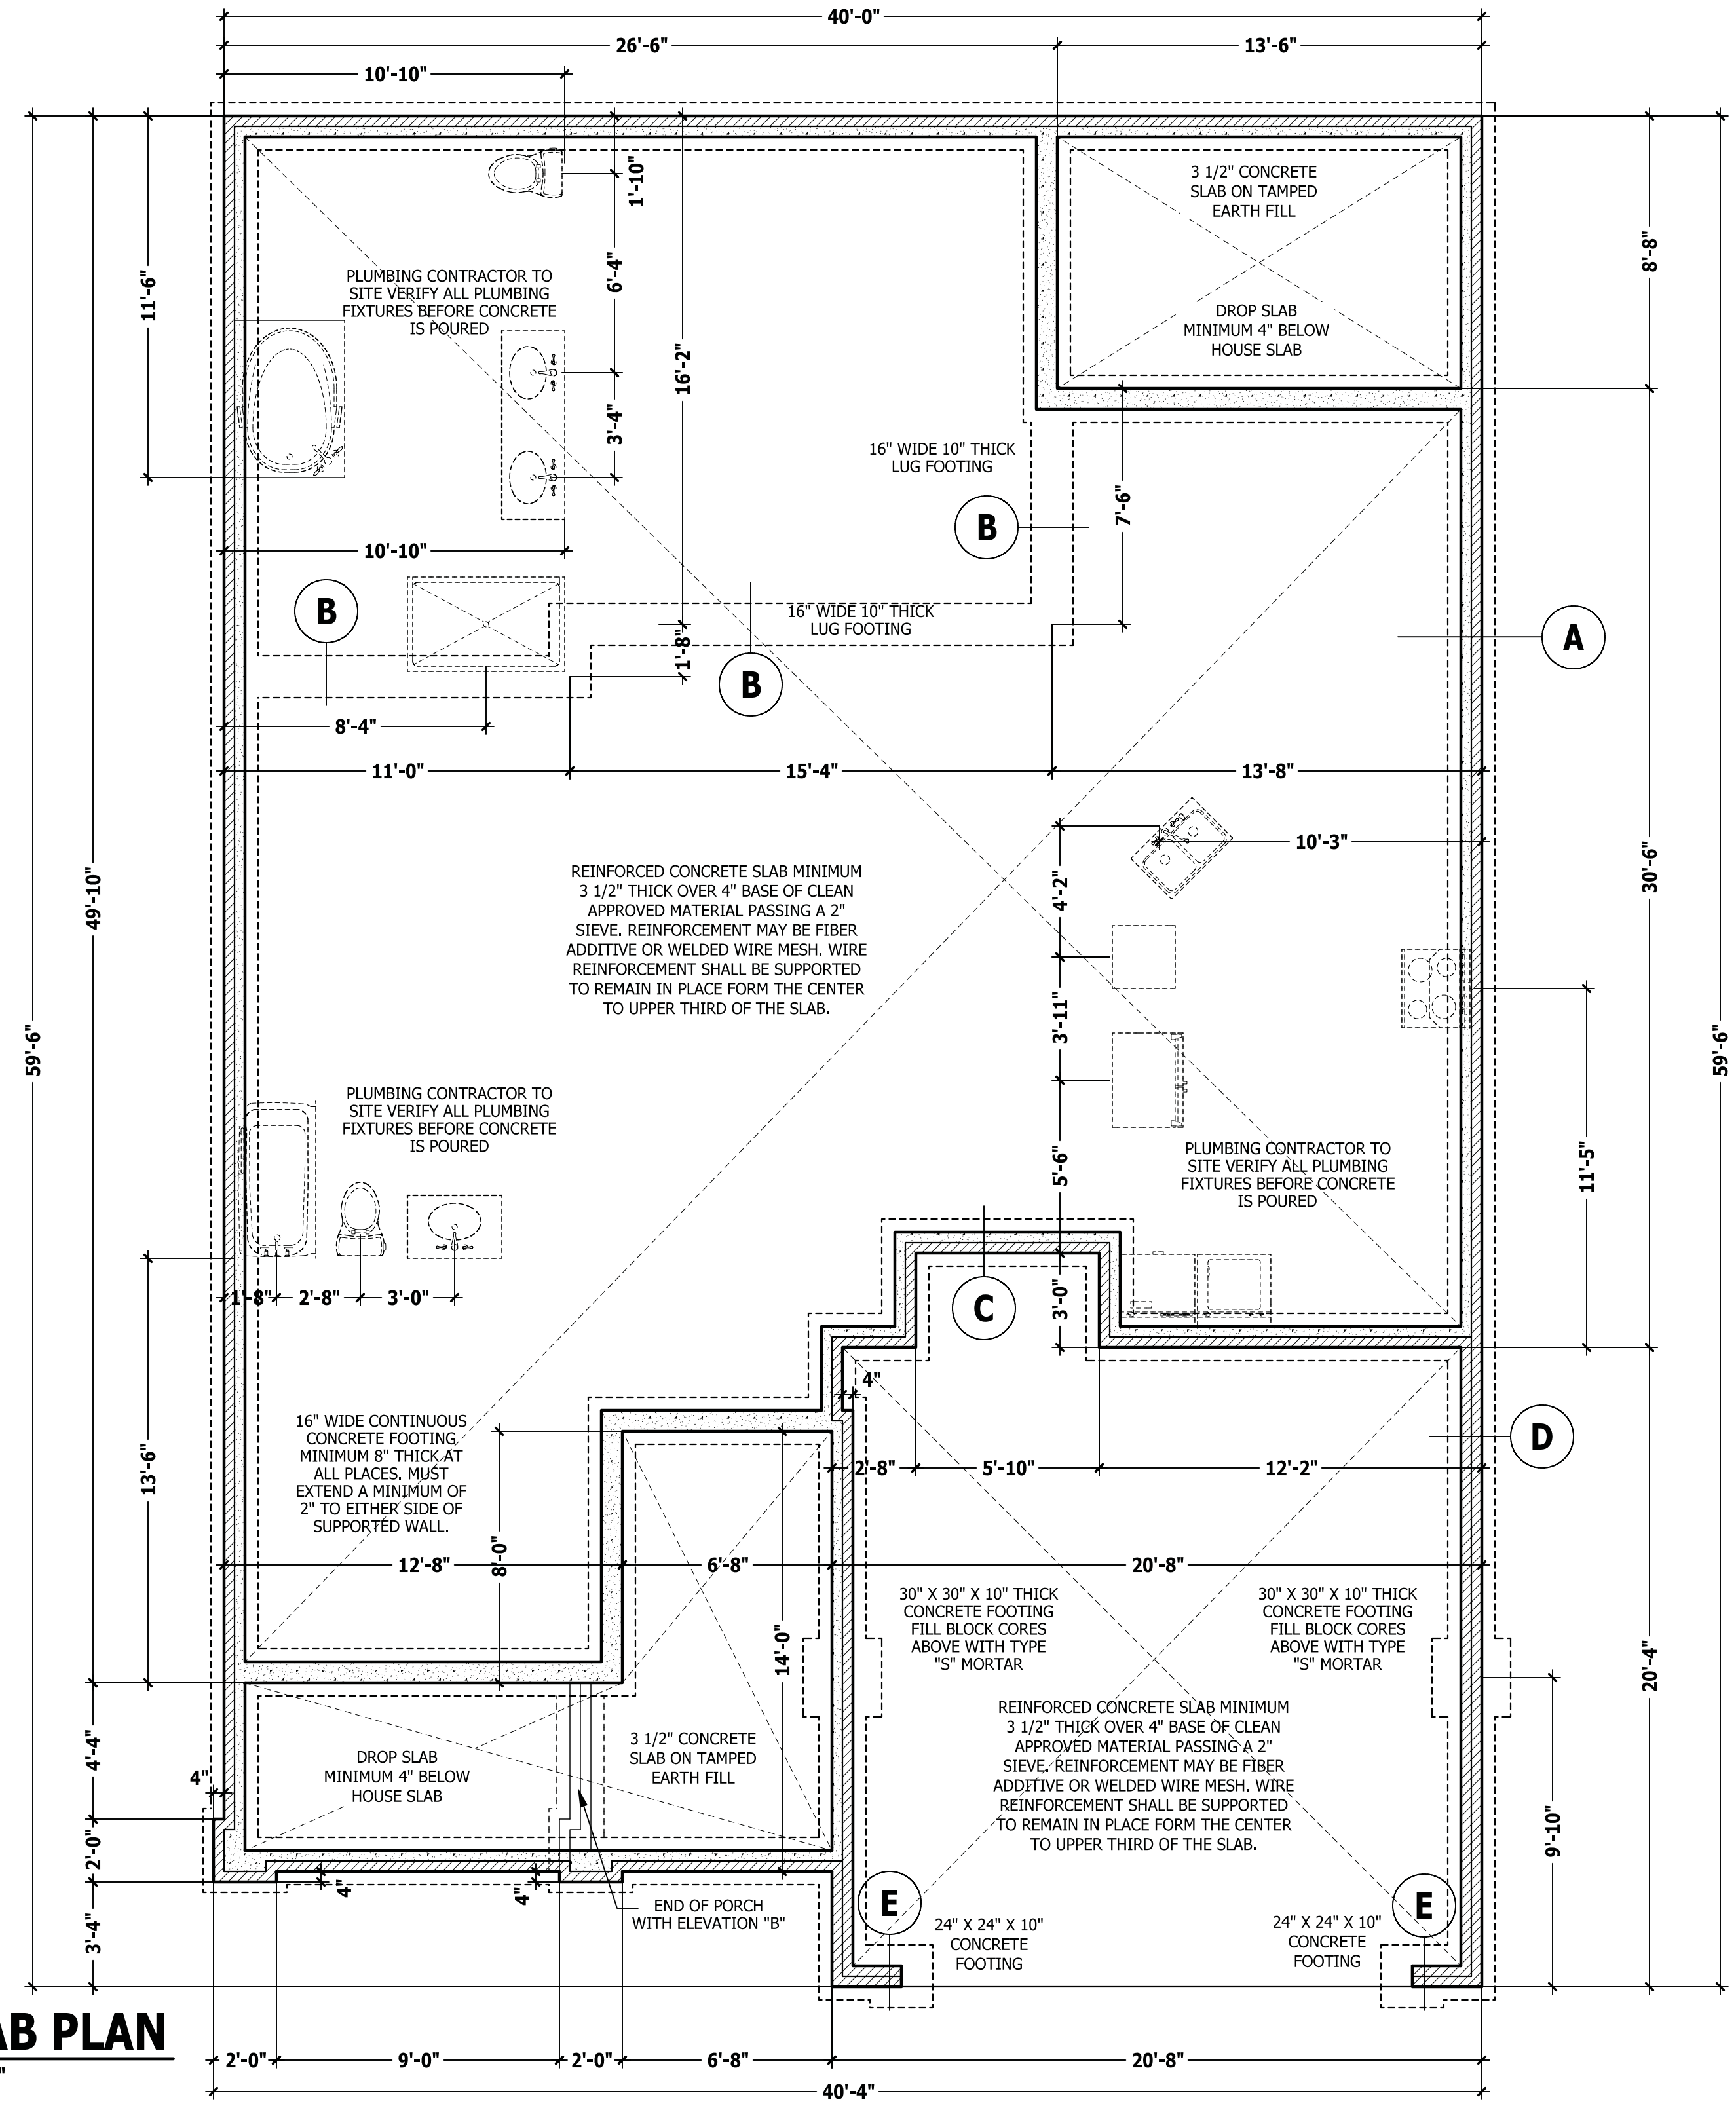 40'-0"
26'-6"
13'-6"
10'-10"
1'-10"
3 1/2" CONCRETE
SLAB ON TAMPED
EARTH FILL
8'-8"
11'-6"
6'-4"
PLUMBING CONTRACTOR TO
SITE VERIFY ALL PLUMBING
FIXTURES BEFORE CONCRETE
IS POURED
DROP SLAB
MINIMUM 4" BELOW
HOUSE SLAB
16'-2"
3'-4"
16" WIDE 10" THICK
LUG FOOTING
7'-6"
B
10'-10"
B
16" WIDE 10" THICK
LUG FOOTING
A
1'-8"
B
8'-4"
11'-0"
15'-4"
13'-8"
10'-3"
REINFORCED CONCRETE SLAB MINIMUM
3 1/2" THICK OVER 4" BASE OF CLEAN
APPROVED MATERIAL PASSING A 2"
SIEVE. REINFORCEMENT MAY BE FIBER
ADDITIVE OR WELDED WIRE MESH. WIRE
REINFORCEMENT SHALL BE SUPPORTED
TO REMAIN IN PLACE FORM THE CENTER
TO UPPER THIRD OF THE SLAB.
4'-2"
49'-10"
30'-6"
3'-11"
59'-6"
59'-6"
PLUMBING CONTRACTOR TO
SITE VERIFY ALL PLUMBING
FIXTURES BEFORE CONCRETE
IS POURED
5'-6"
PLUMBING CONTRACTOR TO
SITE VERIFY ALL PLUMBING
FIXTURES BEFORE CONCRETE
IS POURED
11'-5"
1'-8"
2'-8"
3'-0"
C
3'-0"
4"
16" WIDE CONTINUOUS
CONCRETE FOOTING
MINIMUM 8" THICK AT
ALL PLACES. MUST
EXTEND A MINIMUM OF
2" TO EITHER SIDE OF
SUPPORTED WALL.
D
13'-6"
2'-8"
5'-10"
12'-2"
8'-0"
12'-8"
6'-8"
20'-8"
30" X 30" X 10" THICK
CONCRETE FOOTING
FILL BLOCK CORES
ABOVE WITH TYPE
"S" MORTAR
30" X 30" X 10" THICK
CONCRETE FOOTING
FILL BLOCK CORES
ABOVE WITH TYPE
"S" MORTAR
14'-0"
20'-4"
REINFORCED CONCRETE SLAB MINIMUM
3 1/2" THICK OVER 4" BASE OF CLEAN
APPROVED MATERIAL PASSING A 2"
SIEVE. REINFORCEMENT MAY BE FIBER
ADDITIVE OR WELDED WIRE MESH. WIRE
REINFORCEMENT SHALL BE SUPPORTED
TO REMAIN IN PLACE FORM THE CENTER
TO UPPER THIRD OF THE SLAB.
4'-4"
DROP SLAB
MINIMUM 4" BELOW
HOUSE SLAB
3 1/2" CONCRETE
SLAB ON TAMPED
EARTH FILL
4"
9'-10"
2'-0"
4"
4"
END OF PORCH
WITH ELEVATION "B"
E
E
24" X 24" X 10"
CONCRETE
FOOTING
24" X 24" X 10"
CONCRETE
FOOTING
3'-4"
AB PLAN
"
2'-0"
9'-0"
2'-0"
6'-8"
20'-8"
40'-4"